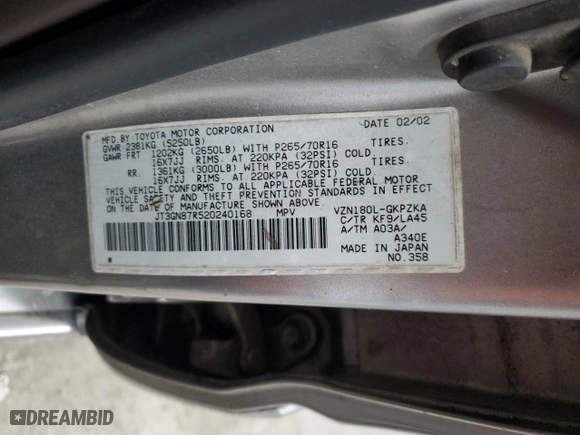 MFD BY: TOYOTA MOTOR CORPORATION DATE 02/02
GVWR 2381KG (5250LB)
GAWR FRT 1202KG (2650LB) WITH P265/70R16 TIRES.
16X7JJ RIMS. AT 220KPA (32PSI) COLD.
RR. 1361KG (3000LB) WITH P265/70R16 TIRES.
16X7JJ RIMS. AT 220KPA (32PSI) COLD.
THIS VEHICLE CONFORMS TO ALL APPLICABLE FEDERAL MOTOR
VEHICLE SAFETY AND THEFT PREVENTION STANDARDS IN EFFECT
ON THE DATE OF MANUFACTURE SHOWN ABOVE.
JT3GN87R520240168 MPV VZN180L-GKPZKA
C/TR KF9/LA45
A/TM A03A/
A340E
MADE IN JAPAN
NO.358
DREAMBID